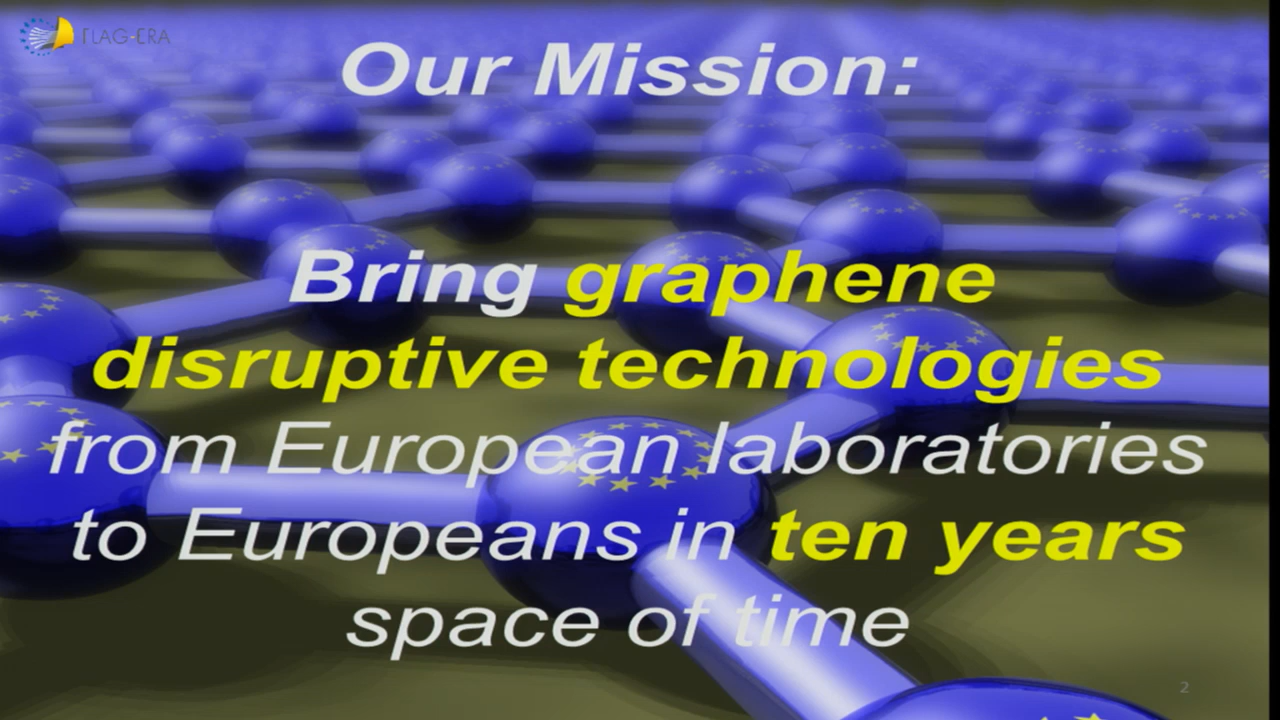 FLAG-ERA
Our Mission:
Bring graphene
disruptive technologies
from European laboratories
to Europeans in ten years
space of time
2